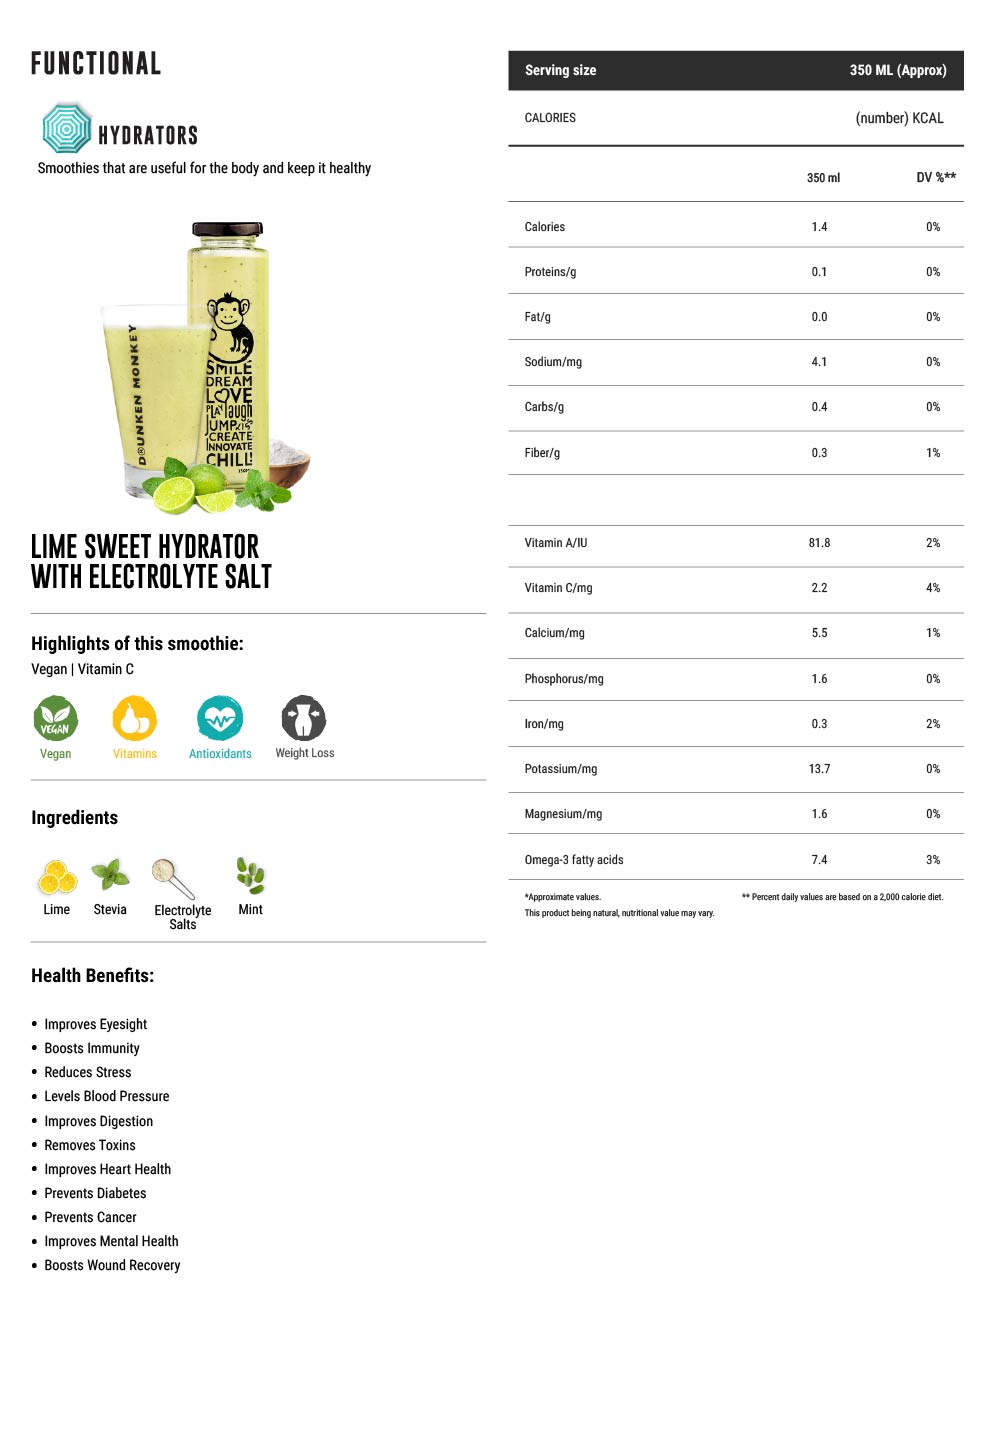 FUNCTIONAL
HYDRATORS
Smoothies that are useful for the body and keep it healthy
DRUNKEN MONKEY
SMILE
DREAM
LOVE
PLAY laugh
JUMP KISS
CREATE
INNOVATE
CHILL!
LIME SWEET HYDRATOR
WITH ELECTROLYTE SALT
Highlights of this smoothie:
Vegan | Vitamin C
VEGAN
Vegan Vitamins Antioxidants Weight Loss
Ingredients
Lime Stevia Electrolyte Salts Mint
Health Benefits:
• Improves Eyesight
• Boosts Immunity
• Reduces Stress
• Levels Blood Pressure
• Improves Digestion
• Removes Toxins
• Improves Heart Health
• Prevents Diabetes
• Prevents Cancer
• Improves Mental Health
• Boosts Wound Recovery
Serving size 350 ML (Approx)
CALORIES (number) KCAL
350 ml DV %**
Calories 1.4 0%
Proteins/g 0.1 0%
Fat/g 0.0 0%
Sodium/mg 4.1 0%
Carbs/g 0.4 0%
Fiber/g 0.3 1%
Vitamin A/IU 81.8 2%
Vitamin C/mg 2.2 4%
Calcium/mg 5.5 1%
Phosphorus/mg 1.6 0%
Iron/mg 0.3 2%
Potassium/mg 13.7 0%
Magnesium/mg 1.6 0%
Omega-3 fatty acids 7.4 3%
*Approximate values. ** Percent daily values are based on a 2,000 calorie diet.
This product being natural, nutritional value may vary.